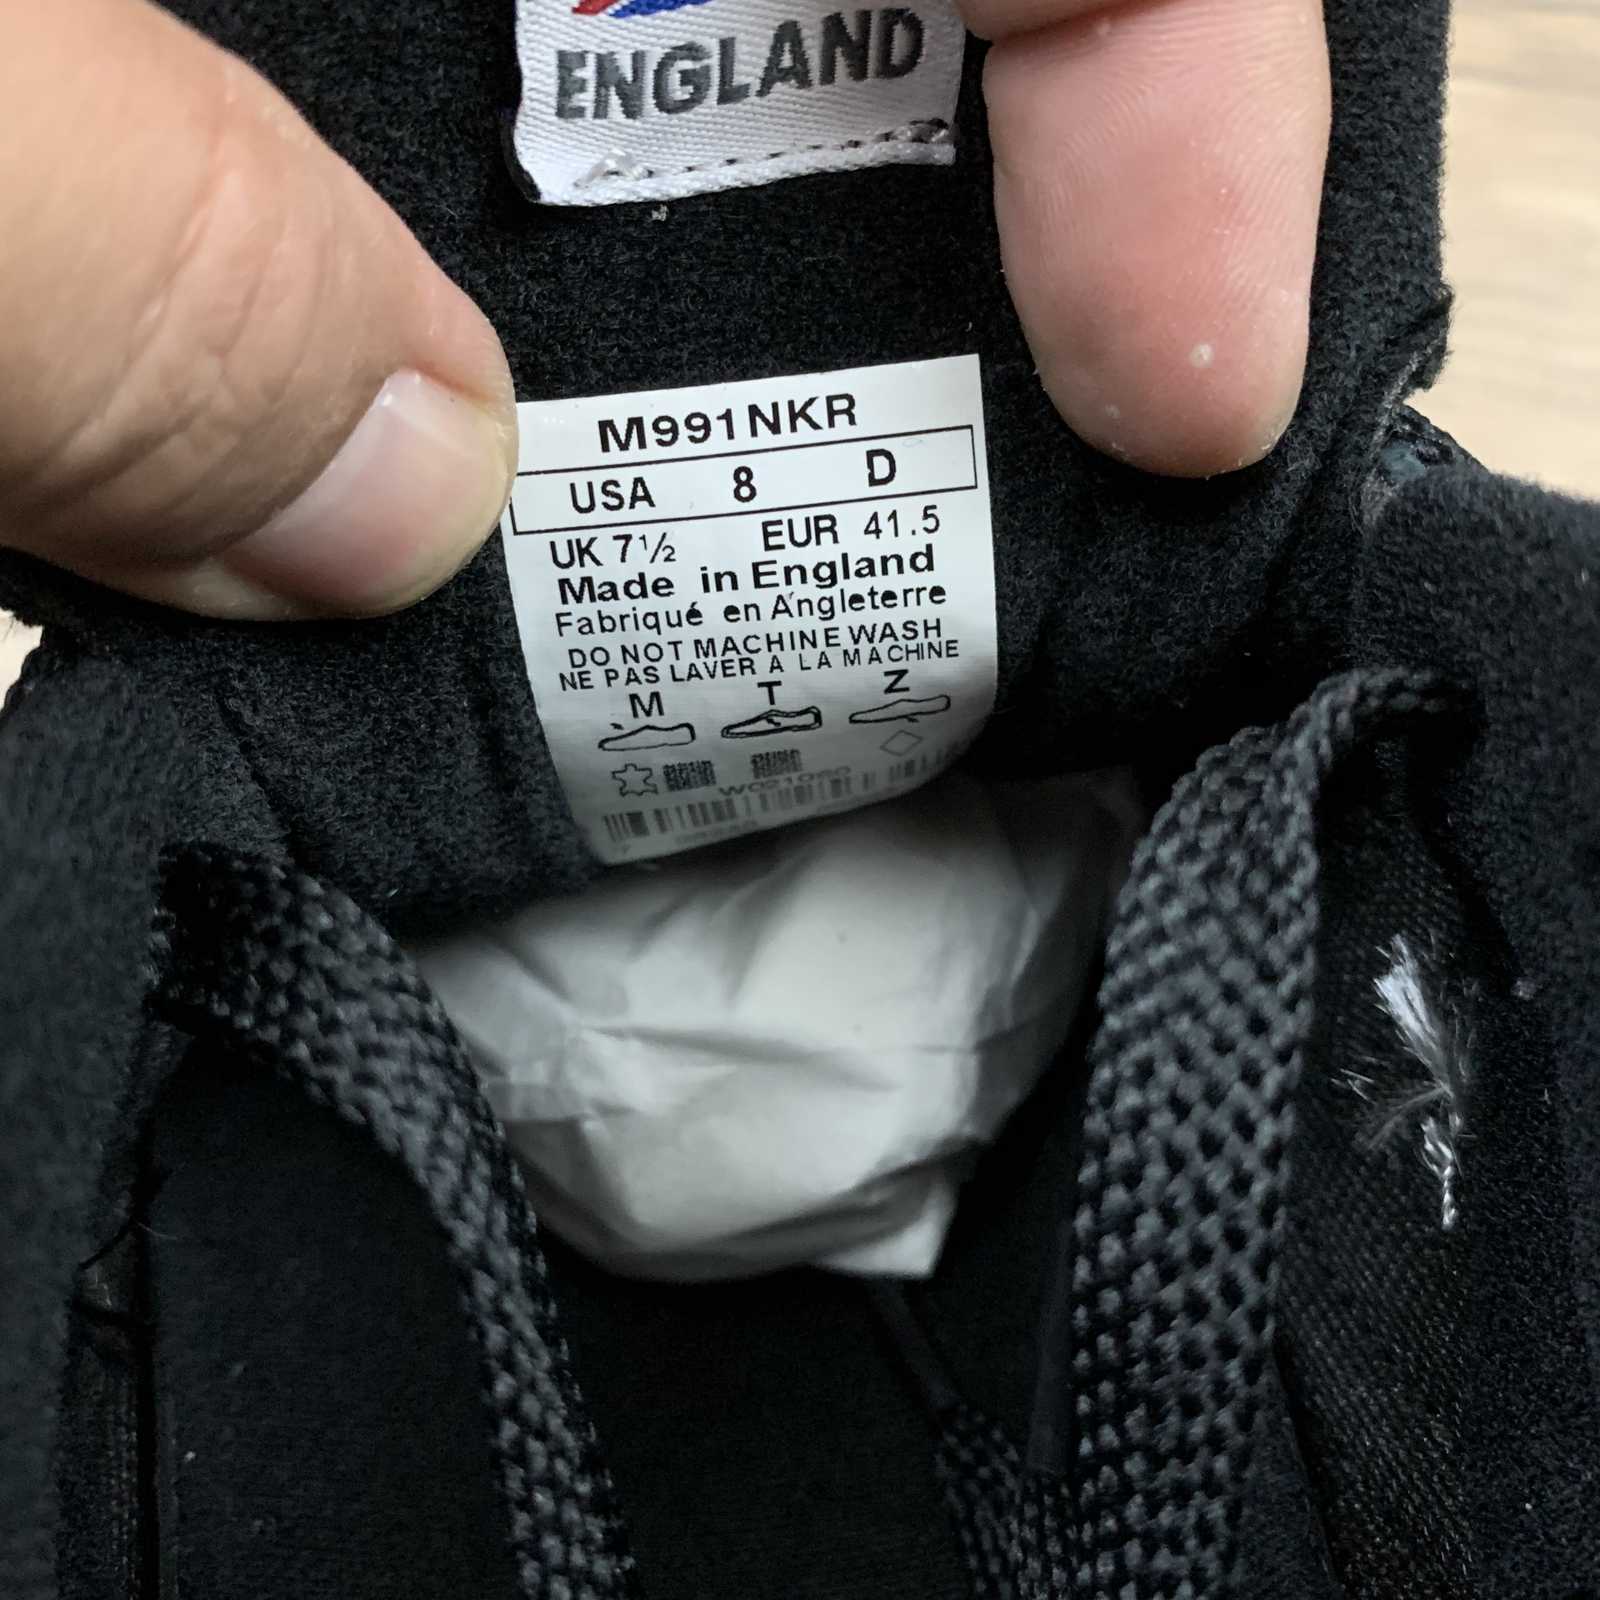 ENGLAND
M991NKR
USA 8 D
UK 7½ EUR 41.5
Made in England
Fabriqué en Angleterre
DO NOT MACHINE WASH
NE PAS LAVER A LA MACHINE
M T Z